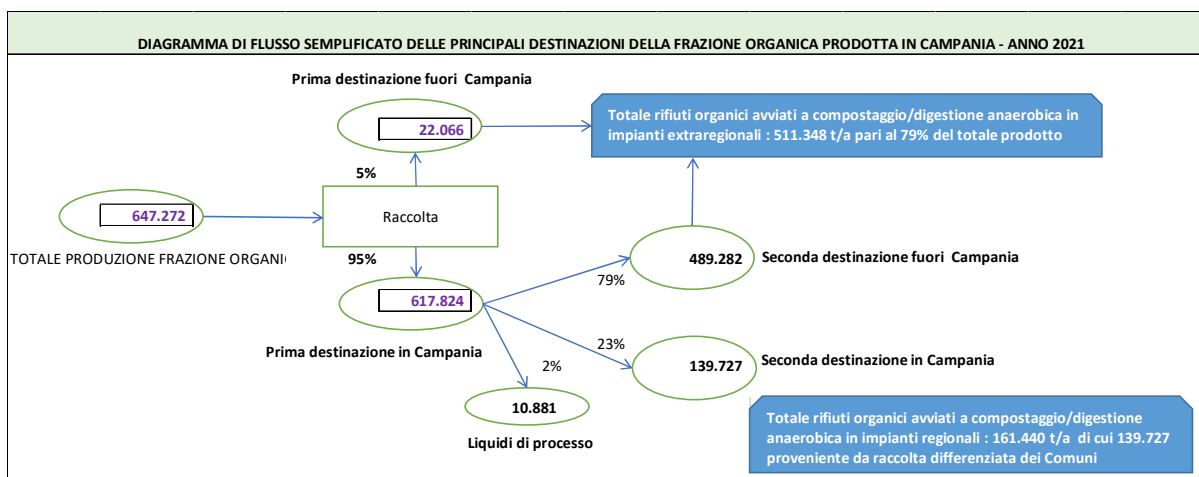 DIAGRAMMA DI FLUSSO SEMPLIFICATO DELLE PRINCIPALI DESTINAZIONI DELLA FRAZIONE ORGANICA PRODOTTA IN CAMPANIA - ANNO 2021
Prima destinazione fuori Campania
22.066
Totale rifiuti organici avviati a compostaggio/digestione anaerobica in
impianti extraregionali : 511.348 t/a pari al 79% del totale prodotto
5%
647.272
Raccolta
TOTALE PRODUZIONE FRAZIONE ORGANI
95%
489.282
Seconda destinazione fuori Campania
79%
617.824
Prima destinazione in Campania
23%
2%
139.727
Seconda destinazione in Campania
10.881
Liquidi di processo
Totale rifiuti organici avviati a compostaggio/digestione
anaerobica in impianti regionali : 161.440 t/a di cui 139.727
proveniente da raccolta differenziata dei Comuni